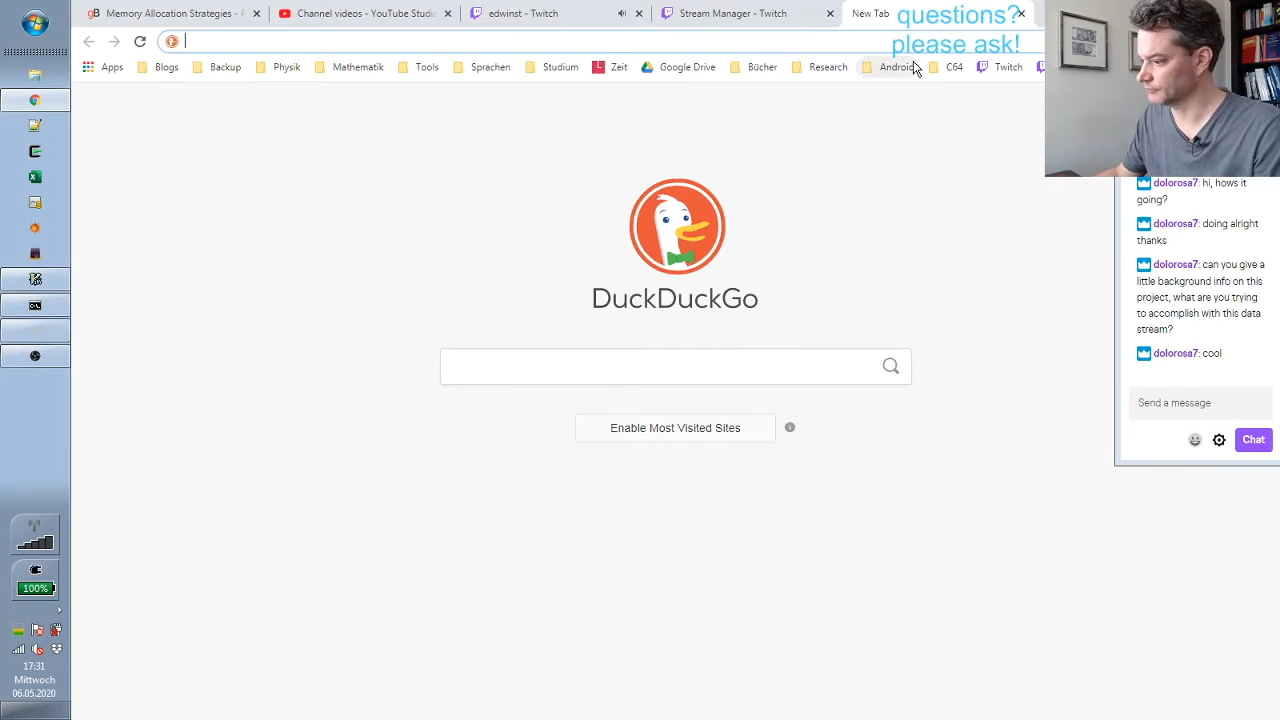 Memory Allocation Strategies - P
Channel videos - YouTube Studi
edwinst - Twitch
Stream Manager - Twitch
New Tab
questions?
please ask!
Apps
Blogs
Backup
Physik
Mathema
Tools
Sprache
Studium
Zeit
Google Drive
Bücher
Research
Android
C64
Twitch
DuckDuckGo
Enable Most Visited Sites
dolorosa7: hi, hows it
going?
dolorosa7: doing alright
thanks
dolorosa7: can you give a
little background info on this
project, what are you trying
to accomplish with this data
stream?
dolorosa7: cool
Send a message
Chat
100%
17:31
Mittwoch
06.05.2020